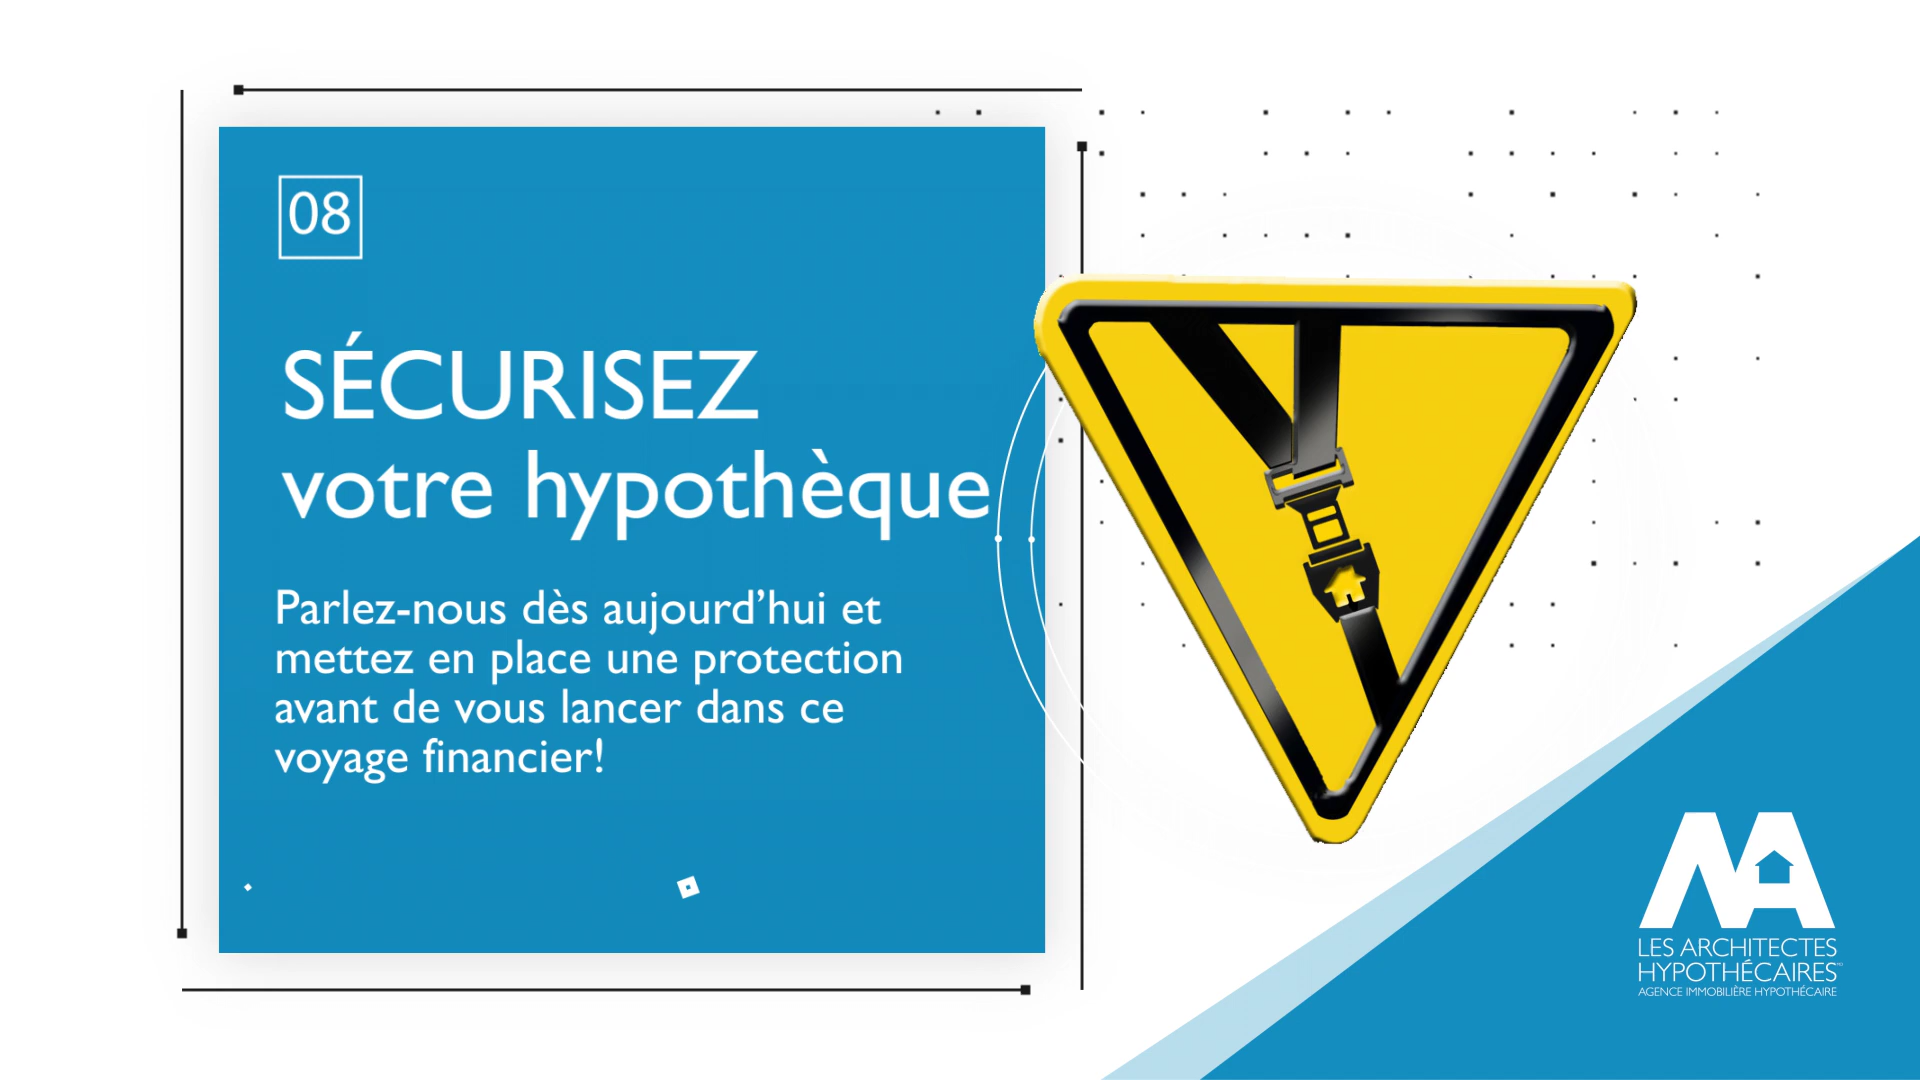 08
SÉCURISEZ
votre hypothèque
Parlez-nous dès aujourd’hui et
mettez en place une protection
avant de vous lancer dans ce
voyage financier!
LES ARCHITECTES
HYPOTHÉCAIRES
AGENCE IMMOBILIÈRE HYPOTHÉCAIRE